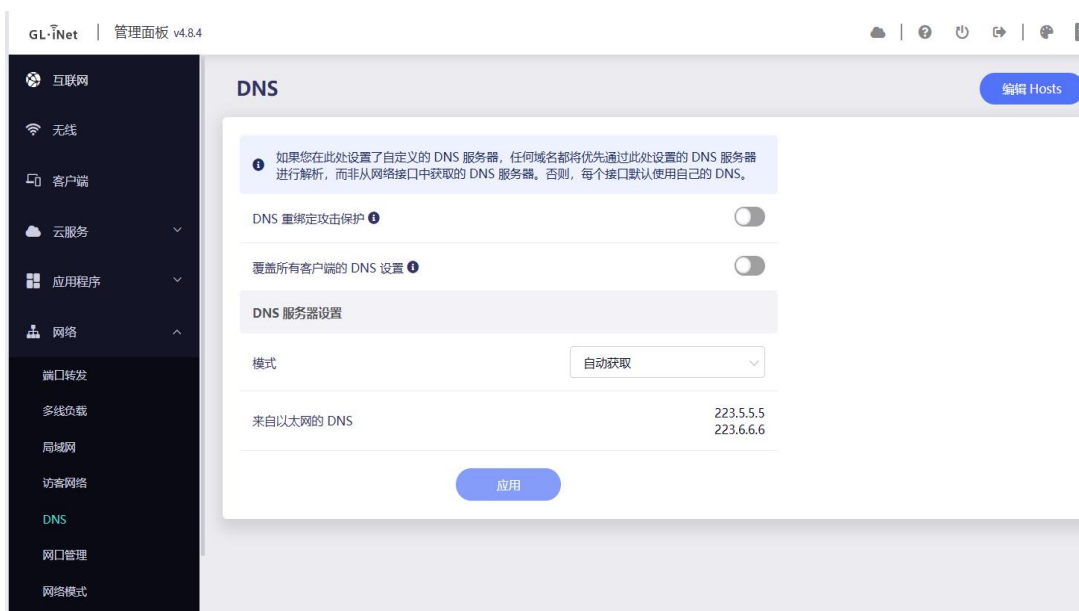 GL·iNet | 管理面板 v4.8.4
互联网
无线
客户端
云服务
应用程序
网络
端口转发
多线负载
局域网
访客网络
DNS
网口管理
网络模式
DNS
编辑 Hosts
如果您在此处设置了自定义的 DNS 服务器，任何域名都将优先通过此处设置的 DNS 服务器
进行解析，而非从网络接口中获取的 DNS 服务器。否则，每个接口默认使用自己的 DNS。
DNS 重绑定攻击保护
覆盖所有客户端的 DNS 设置
DNS 服务器设置
模式
自动获取
来自以太网的 DNS
223.5.5.5
223.6.6.6
应用